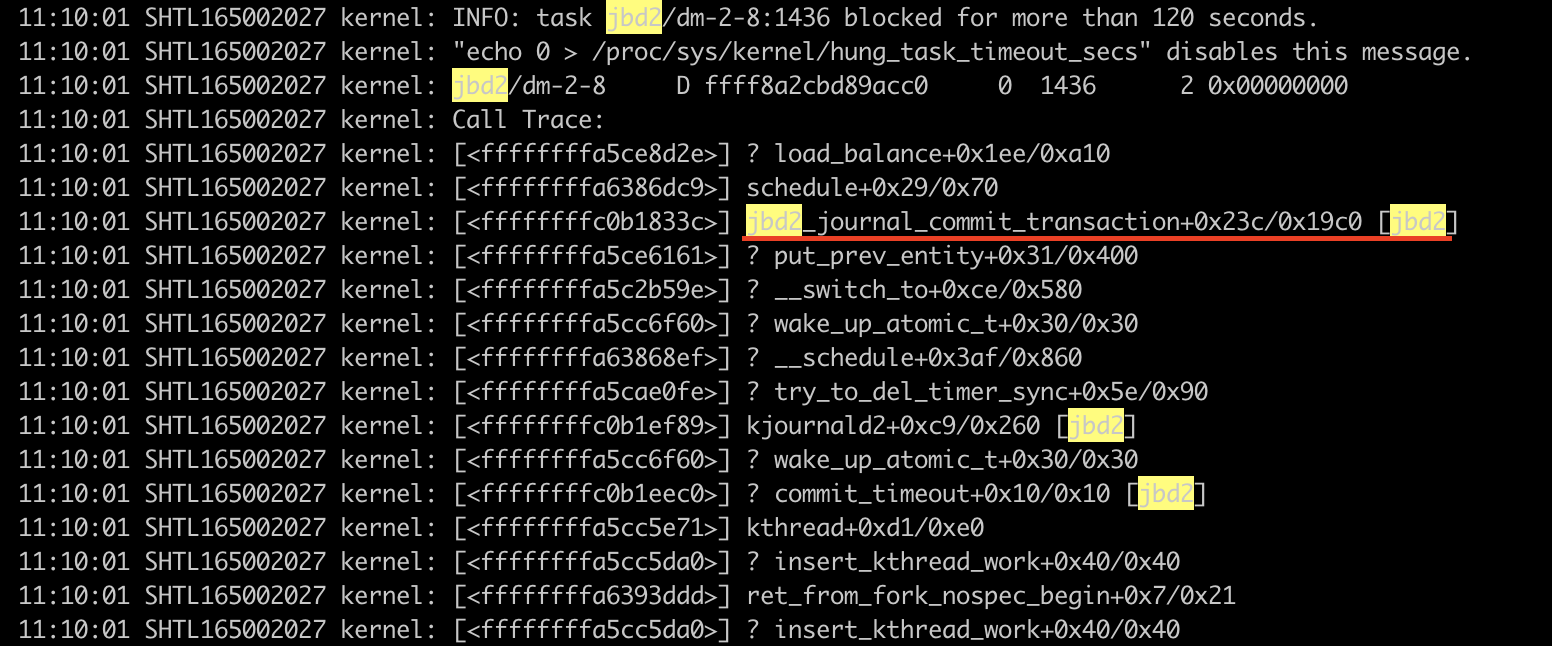 11:10:01 SHTL165002027 kernel: INFO: task jbd2/dm-2-8:1436 blocked for more than 120 seconds.
11:10:01 SHTL165002027 kernel: "echo 0 > /proc/sys/kernel/hung_task_timeout_secs" disables this message.
11:10:01 SHTL165002027 kernel: jbd2/dm-2-8     D ffff8a2cbd89acc0     0  1436      2 0x00000000
11:10:01 SHTL165002027 kernel: Call Trace:
11:10:01 SHTL165002027 kernel: [<ffffffffa5ce8d2e>] ? load_balance+0x1ee/0xa10
11:10:01 SHTL165002027 kernel: [<ffffffffa6386dc9>] schedule+0x29/0x70
11:10:01 SHTL165002027 kernel: [<ffffffffc0b1833c>] jbd2_journal_commit_transaction+0x23c/0x19c0 [jbd2]
11:10:01 SHTL165002027 kernel: [<ffffffffa5ce6161>] ? put_prev_entity+0x31/0x400
11:10:01 SHTL165002027 kernel: [<ffffffffa5c2b59e>] ? __switch_to+0xce/0x580
11:10:01 SHTL165002027 kernel: [<ffffffffa5cc6f60>] ? wake_up_atomic_t+0x30/0x30
11:10:01 SHTL165002027 kernel: [<ffffffffa63868ef>] ? __schedule+0x3af/0x860
11:10:01 SHTL165002027 kernel: [<ffffffffa5cae0fe>] ? try_to_del_timer_sync+0x5e/0x90
11:10:01 SHTL165002027 kernel: [<ffffffffc0b1ef89>] kjournald2+0xc9/0x260 [jbd2]
11:10:01 SHTL165002027 kernel: [<ffffffffa5cc6f60>] ? wake_up_atomic_t+0x30/0x30
11:10:01 SHTL165002027 kernel: [<ffffffffc0b1eec0>] ? commit_timeout+0x10/0x10 [jbd2]
11:10:01 SHTL165002027 kernel: [<ffffffffa5cc5e71>] kthread+0xd1/0xe0
11:10:01 SHTL165002027 kernel: [<ffffffffa5cc5da0>] ? insert_kthread_work+0x40/0x40
11:10:01 SHTL165002027 kernel: [<ffffffffa6393ddd>] ret_from_fork_nospec_begin+0x7/0x21
11:10:01 SHTL165002027 kernel: [<ffffffffa5cc5da0>] ? insert_kthread_work+0x40/0x40